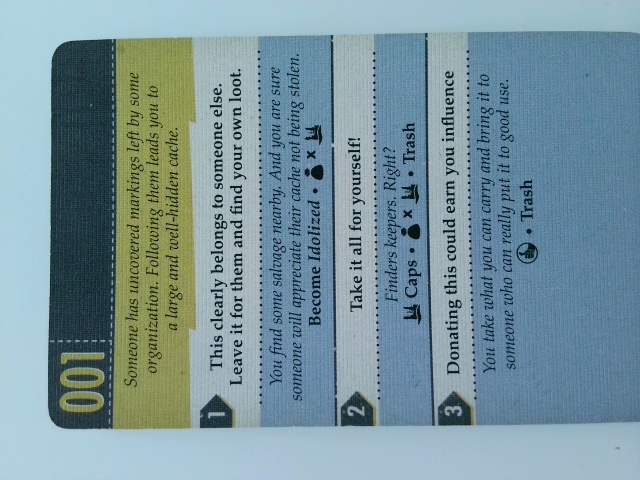 001
Someone has uncovered markings left by some
organization. Following them leads you to
a large and well-hidden cache.
1
This clearly belongs to someone else.
Leave it for them and find your own loot.
You find some salvage nearby. And you are sure
someone will appreciate their cache not being stolen.
Become Idolized • x
2
Take it all for yourself!
Finders keepers. Right?
Caps • x • Trash
3
Donating this could earn you influence
You take what you can carry and bring it to
someone who can really put it to good use.
• Trash